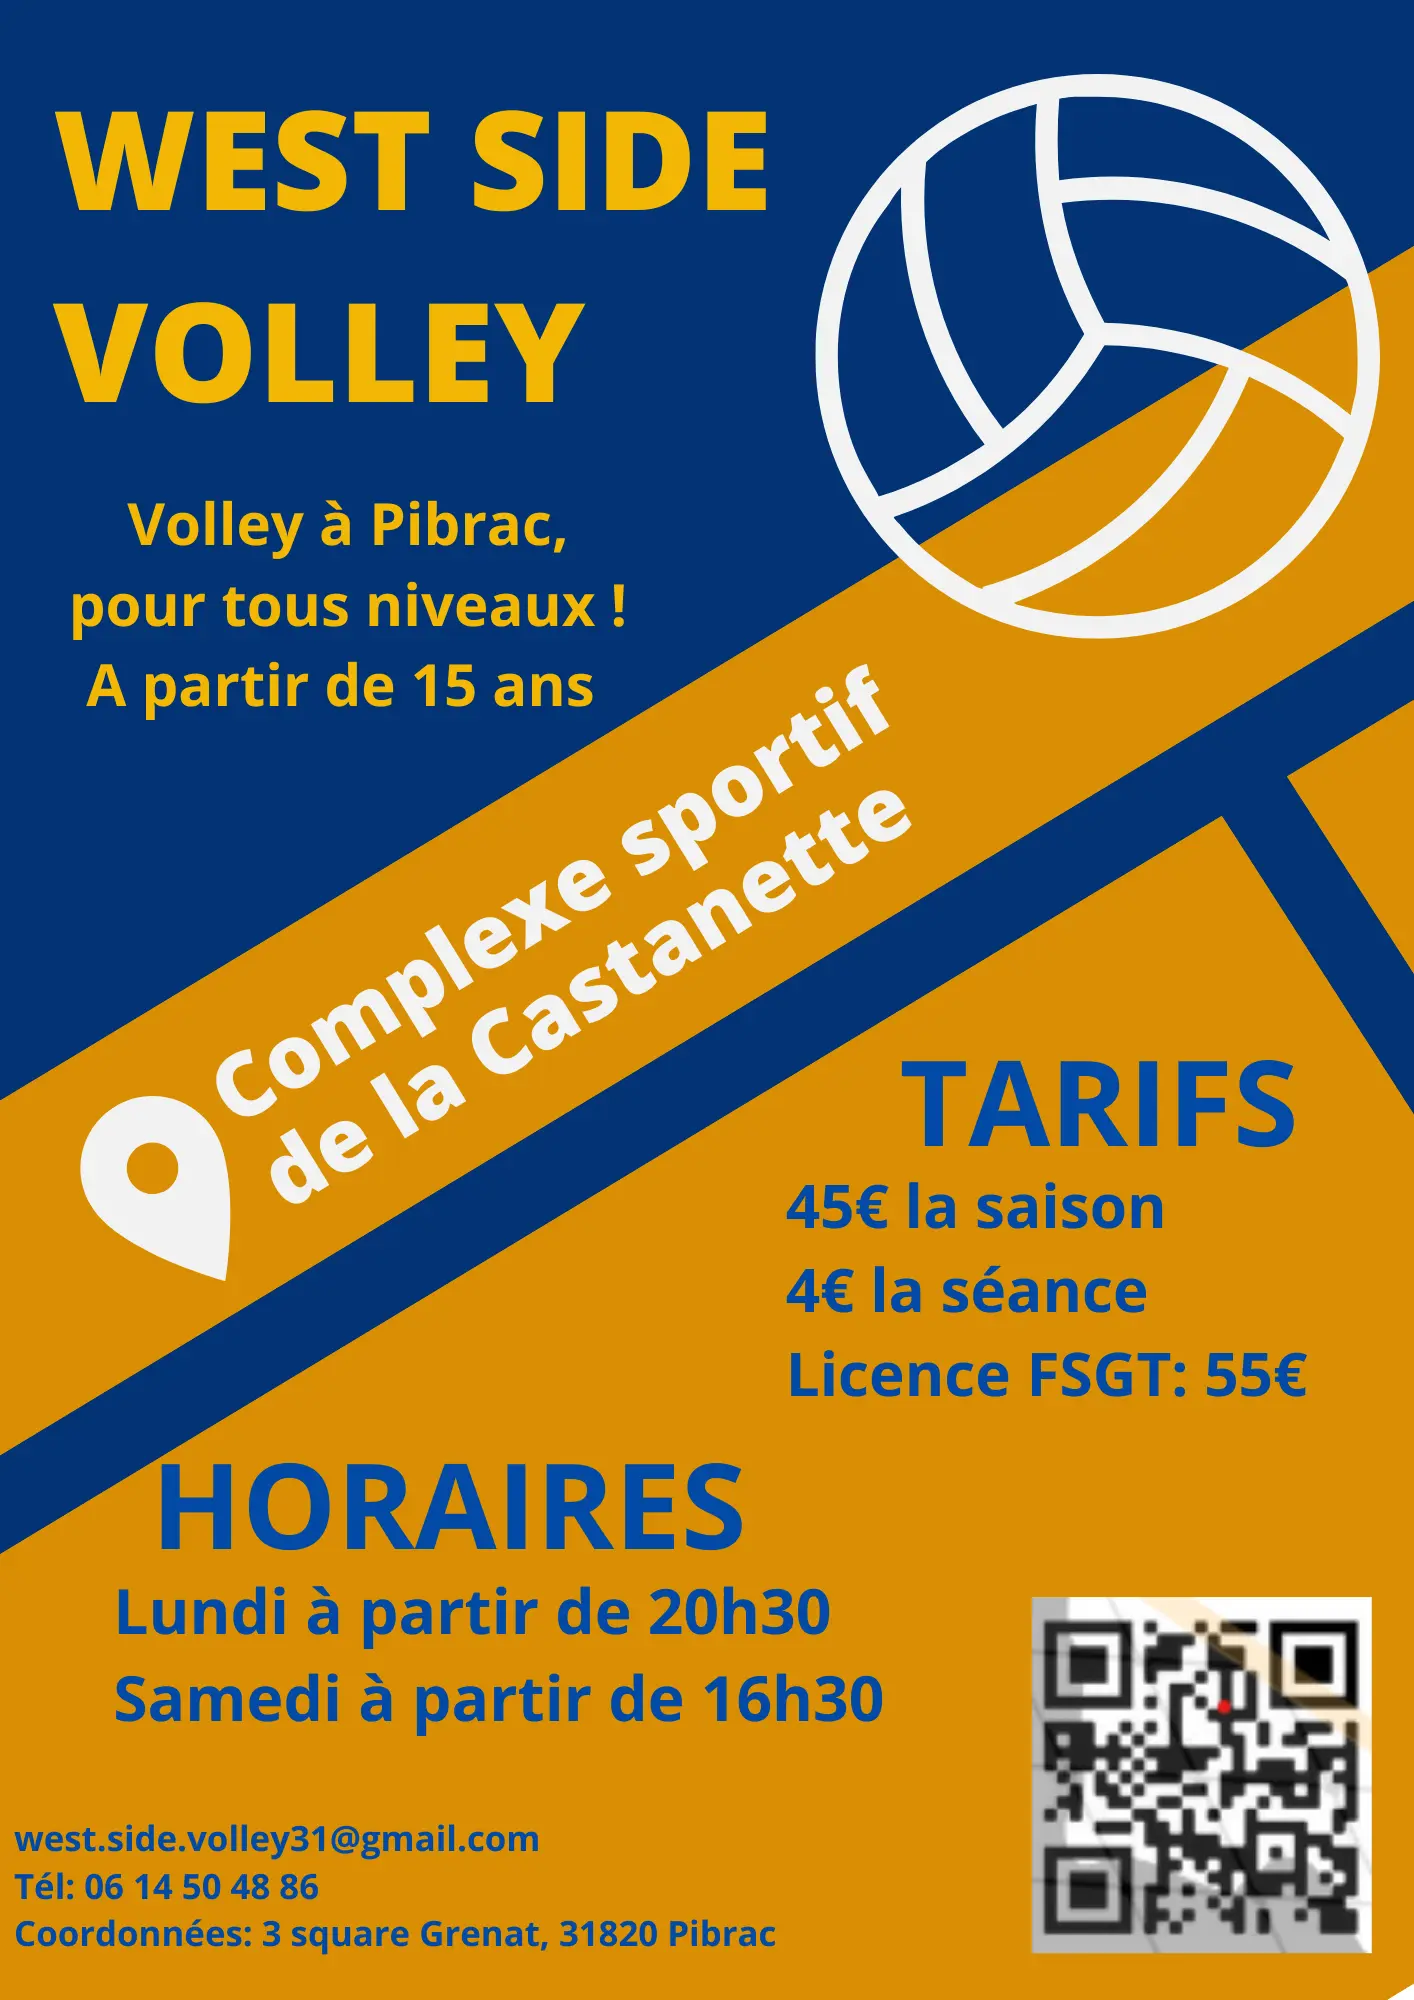 WEST SIDE
VOLLEY
Volley à Pibrac,
pour tous niveaux !
A partir de 15 ans
Complexe sportif
de la Castanette
TARIFS
45€ la saison
4€ la séance
Licence FSGT: 55€
HORAIRES
Lundi à partir de 20h30
Samedi à partir de 16h30
west.side.volley31@gmail.com
Tél: 06 14 50 48 86
Coordonnées: 3 square Grenat, 31820 Pibrac